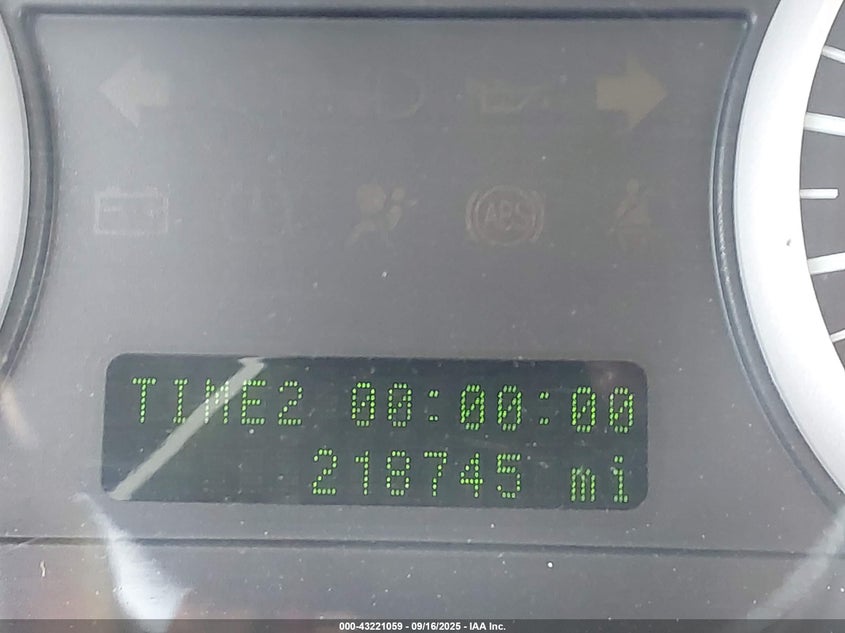 ABS
TIME2 00:00:00
218745 mi
000-43221059 - 09/16/2025 - IAA Inc.